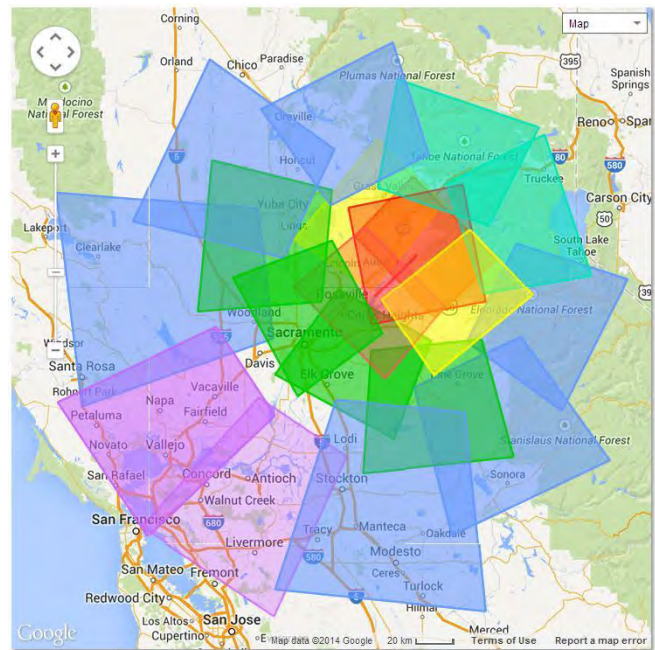 Corning
Map
Orland
Chico
Paradise
Plumas National Forest
395
Spanish
Springs
National Forest
Oroville
Reno
Spar
5
Honcut
Tahoe National Forest
80
580
Grass Valley
Truckee
Yuba City
Carson City
50
Lakeport
Clearlake
South Lake
Tahoe
Roseville
Woodland
Eldorado National Forest
Sacramento
Davis
Santa Rosa
Elk Grove
Vacaville
Petaluma
Napa
Fairfield
Lodi
Stanislaus National Forest
Novato
Vallejo
5
San Rafael
Concord
Antioch
Stockton
Sonora
Walnut Creek
San Francisco
680
Tracy
Manteca
Oakdale
Livermore
580
Modesto
San Mateo
Fremont
Ceres
Turlock
Redwood City
5
Hilmar
Los Altos
San Jose
Merced
Google
Cupertino
Map data ©2014 Google
20 km
Terms of Use
Report a map error